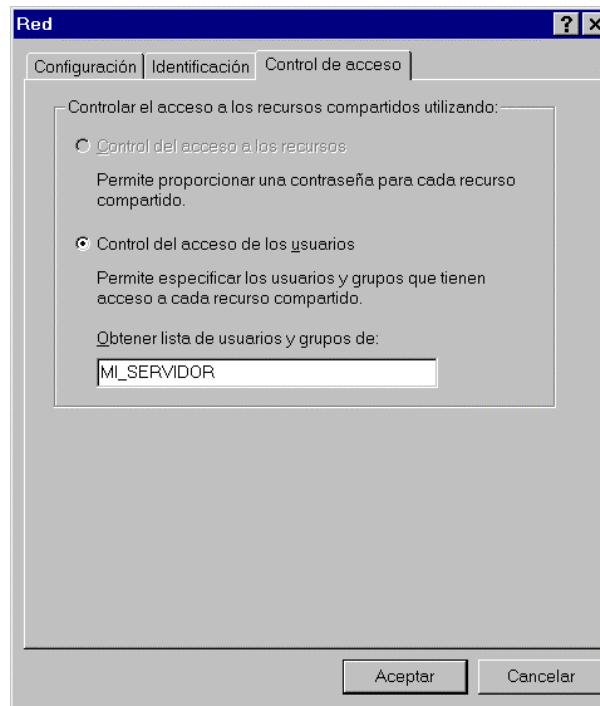 Red
Configuración Identificación Control de acceso
Controlar el acceso a los recursos compartidos utilizando:
Control del acceso a los recursos
Permite proporcionar una contraseña para cada recurso
compartido.
Control del acceso de los usuarios
Permite especificar los usuarios y grupos que tienen
acceso a cada recurso compartido.
Obtener lista de usuarios y grupos de:
MI_SERVIDOR
Aceptar Cancelar